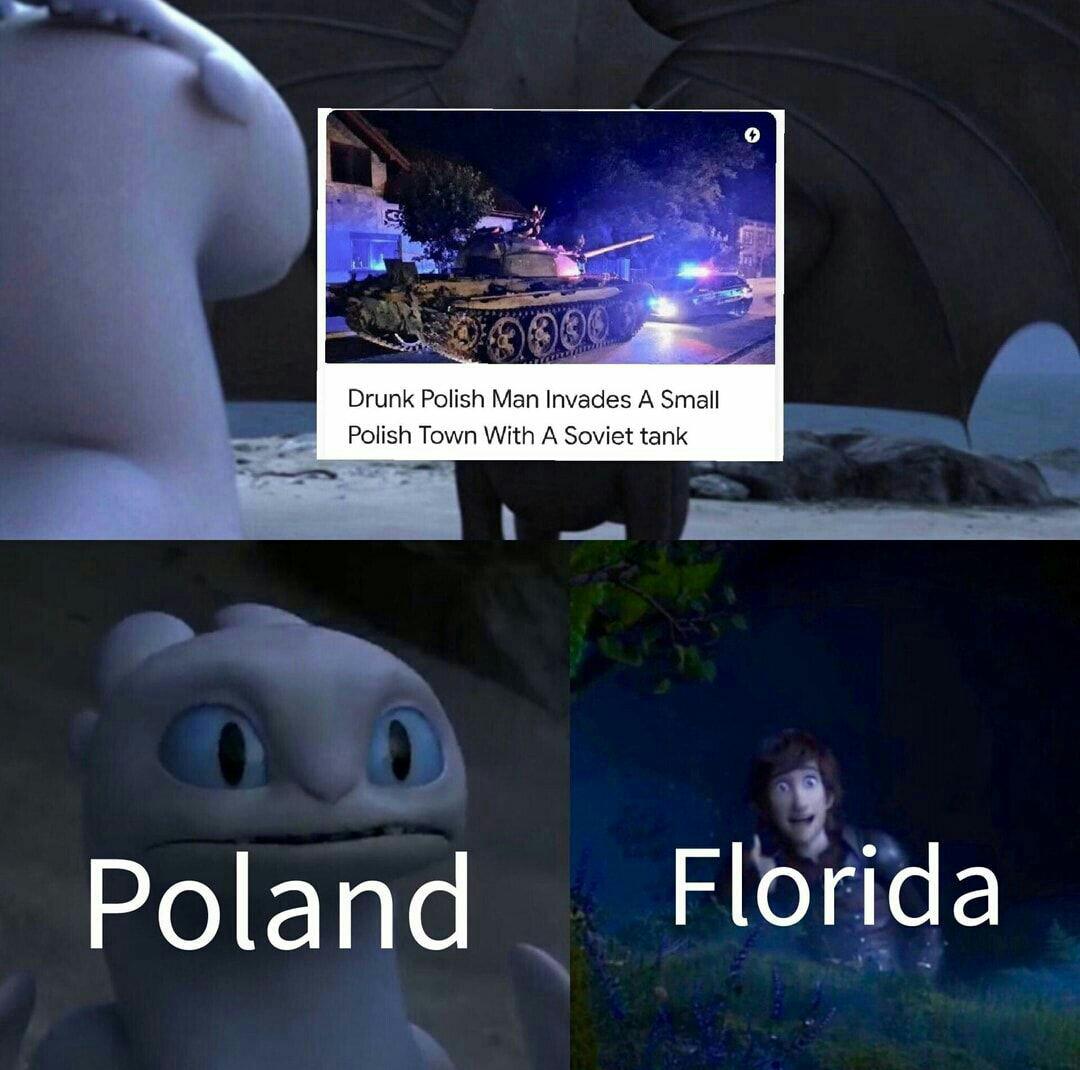 Drunk Polish Man Invades A Small
Polish Town With A Soviet tank
Poland
Florida